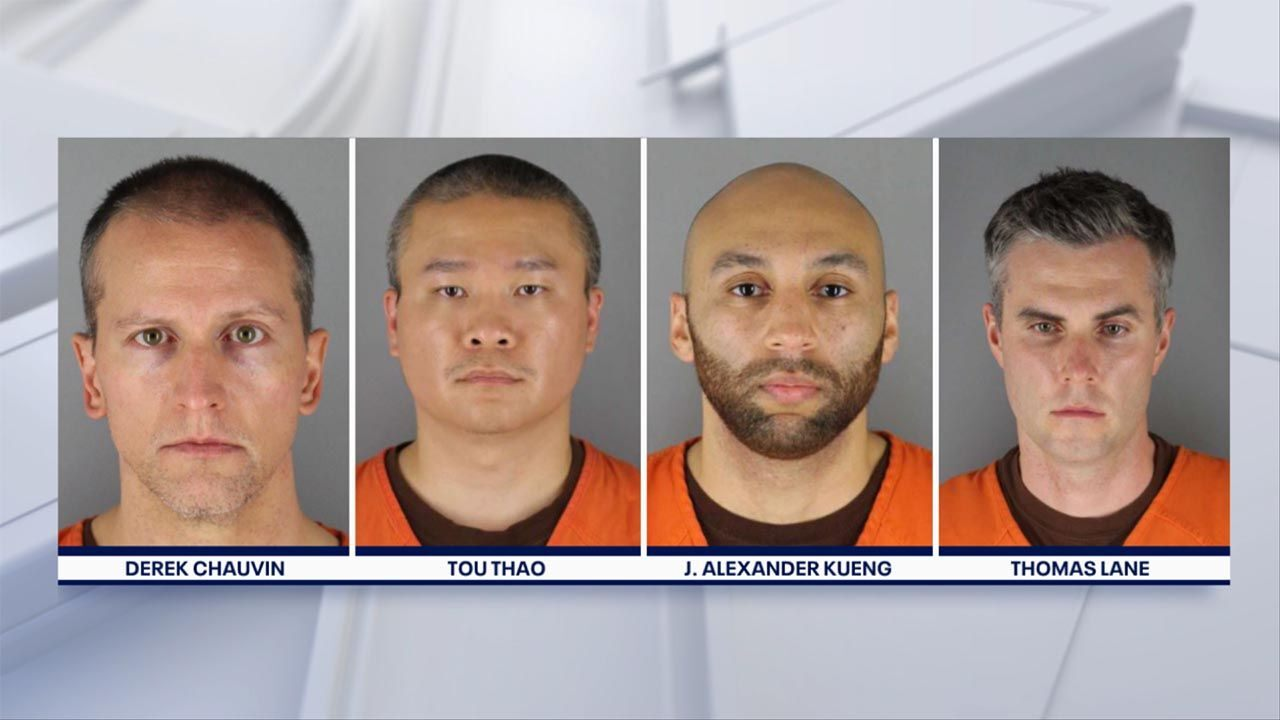 DEREK CHAUVIN
TOU THAO
J. ALEXANDER KUENG
THOMAS LANE